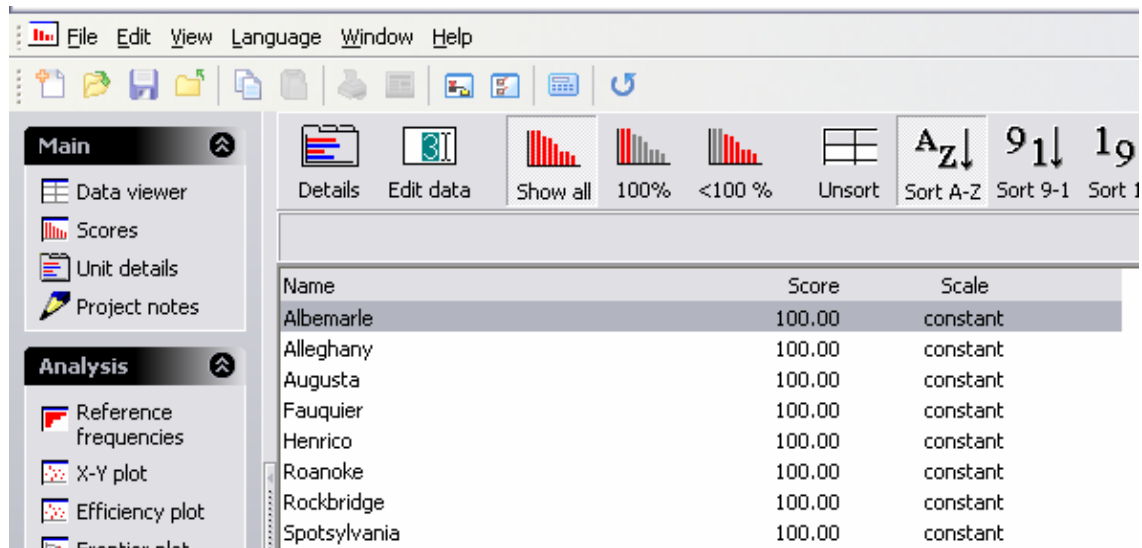 File Edit View Language Window Help
Main
Data viewer
Scores
Unit details
Project notes
Analysis
Reference
frequencies
X-Y plot
Efficiency plot
Details Edit data Show all 100% <100 % Unsort Sort A-Z Sort 9-1 Sort 1
Name Score Scale
Albemarle 100.00 constant
Alleghany 100.00 constant
Augusta 100.00 constant
Fauquier 100.00 constant
Henrico 100.00 constant
Roanoke 100.00 constant
Rockbridge 100.00 constant
Spotsylvania 100.00 constant